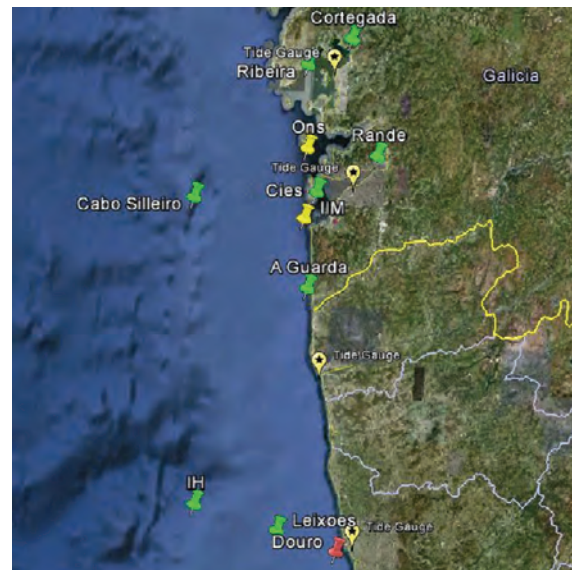 Cortegada
Tide Gauge
Ribeira
Galicia
Ons
Rande
Tide Gauge
Cies
Cabo Silleiro
IIM
A Guarda
Tide Gauge
IH
Leixoes
Tide Gauge
Douro